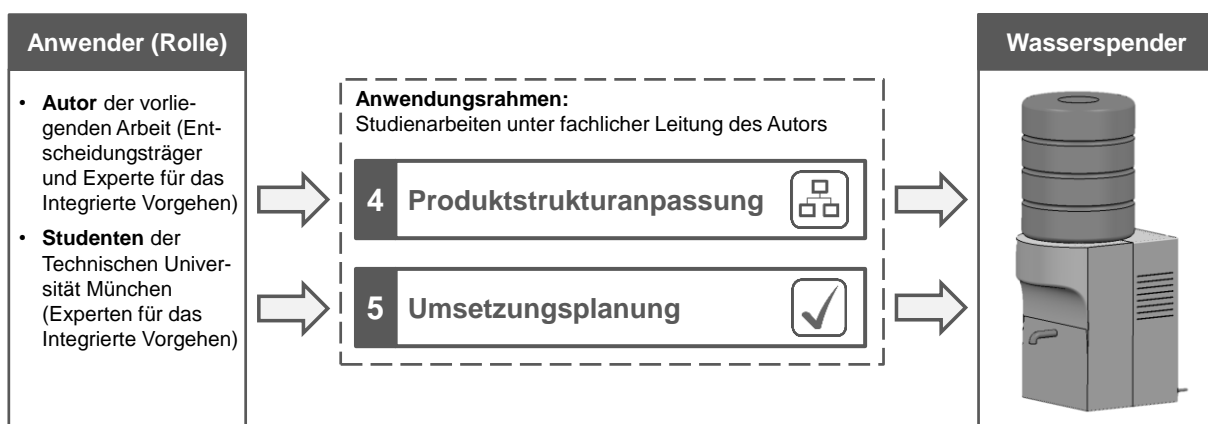 Anwender (Rolle)
• Autor der vorlie-
genden Arbeit (Ent-
scheidungsträger
und Experte für das
Integrierte Vorgehen)
• Studenten der
Technischen Univer-
sität München
(Experten für das
Integrierte Vorgehen)
Anwendungsrahmen:
Studienarbeiten unter fachlicher Leitung des Autors
4 Produktstrukturanpassung
5 Umsetzungsplanung
Wasserspender